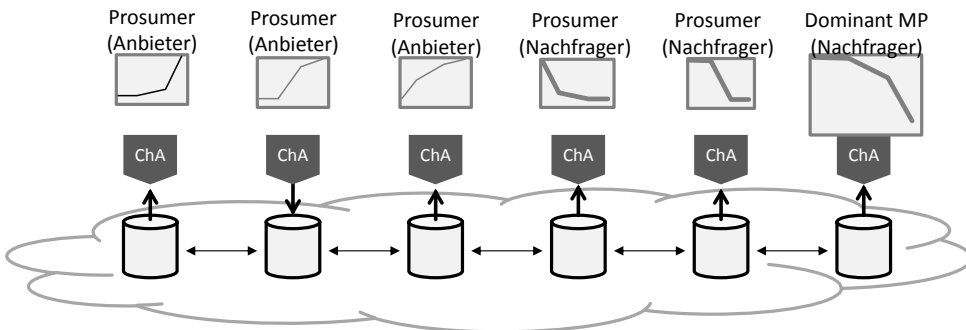 Prosumer
(Anbieter)
Prosumer
(Anbieter)
Prosumer
(Anbieter)
Prosumer
(Nachfrager)
Prosumer
(Nachfrager)
Dominant MP
(Nachfrager)
ChA
ChA
ChA
ChA
ChA
ChA